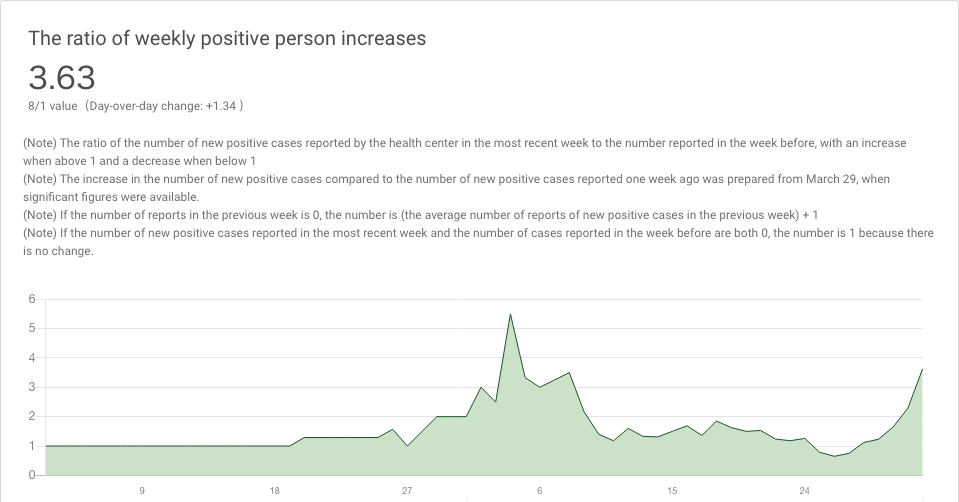 The ratio of weekly positive person increases
3.63
8/1 value （Day-over-day change: +1.34 ）
(Note) The ratio of the number of new positive cases reported by the health center in the most recent week to the number reported in the week before, with an increase
when above 1 and a decrease when below 1
(Note) The increase in the number of new positive cases compared to the number of new positive cases reported one week ago was prepared from March 29, when
significant figures were available.
(Note) If the number of reports in the previous week is 0, the number is (the average number of reports of new positive cases in the previous week) + 1
(Note) If the number of new positive cases reported in the most recent week and the number of cases reported in the week before are both 0, the number is 1 because there
is no change.
6
5
4
3
2
1
0
9 18 27 6 15 24